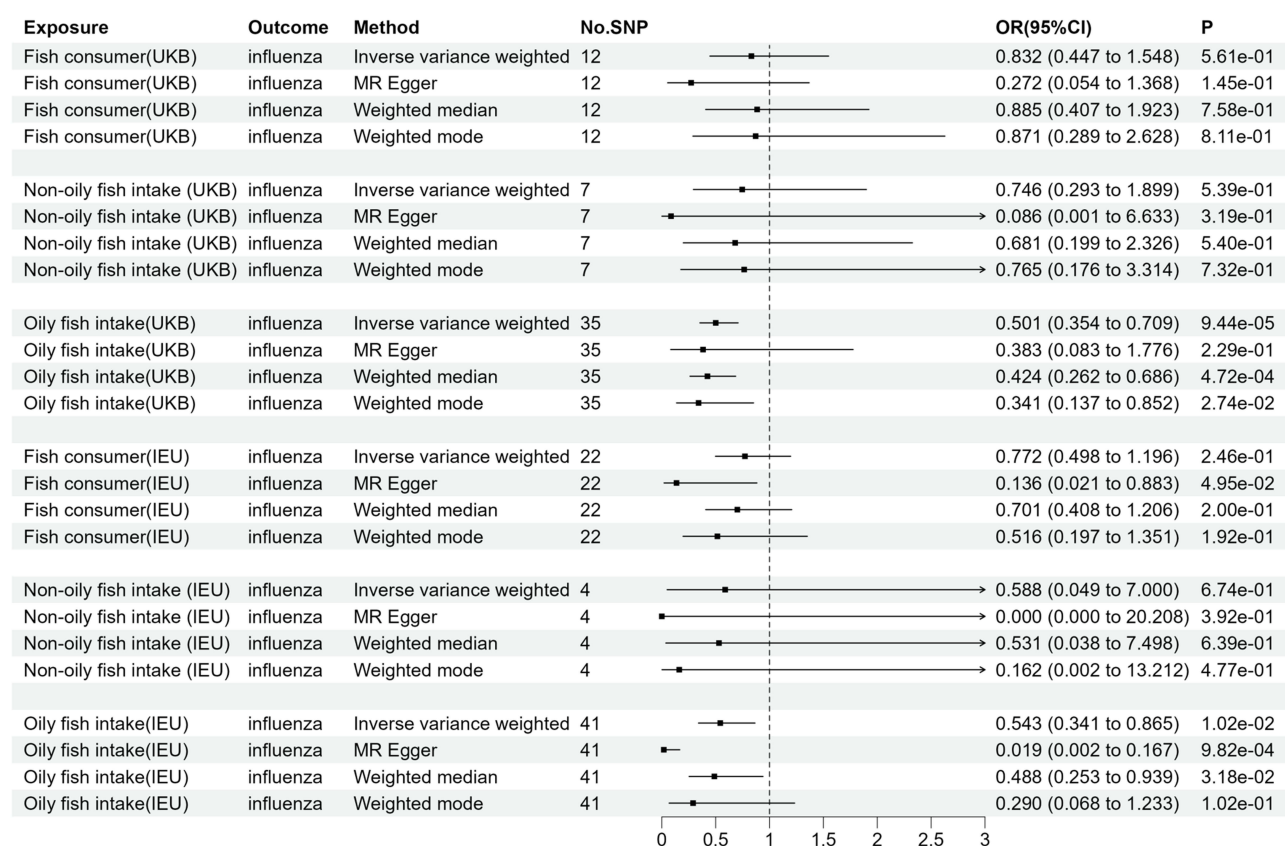 Exposure Outcome Method No.SNP OR(95%CI) P
Fish consumer(UKB) influenza Inverse variance weighted 12 0.832 (0.447 to 1.548) 5.61e-01
Fish consumer(UKB) influenza MR Egger 12 0.272 (0.054 to 1.368) 1.45e-01
Fish consumer(UKB) influenza Weighted median 12 0.885 (0.407 to 1.923) 7.58e-01
Fish consumer(UKB) influenza Weighted mode 12 0.871 (0.289 to 2.628) 8.11e-01
Non-oily fish intake (UKB) influenza Inverse variance weighted 7 0.746 (0.293 to 1.899) 5.39e-01
Non-oily fish intake (UKB) influenza MR Egger 7 0.086 (0.001 to 6.633) 3.19e-01
Non-oily fish intake (UKB) influenza Weighted median 7 0.681 (0.199 to 2.326) 5.40e-01
Non-oily fish intake (UKB) influenza Weighted mode 7 0.765 (0.176 to 3.314) 7.32e-01
Oily fish intake(UKB) influenza Inverse variance weighted 35 0.501 (0.354 to 0.709) 9.44e-05
Oily fish intake(UKB) influenza MR Egger 35 0.383 (0.083 to 1.776) 2.29e-01
Oily fish intake(UKB) influenza Weighted median 35 0.424 (0.262 to 0.686) 4.72e-04
Oily fish intake(UKB) influenza Weighted mode 35 0.341 (0.137 to 0.852) 2.74e-02
Fish consumer(IEU) influenza Inverse variance weighted 22 0.772 (0.498 to 1.196) 2.46e-01
Fish consumer(IEU) influenza MR Egger 22 0.136 (0.021 to 0.883) 4.95e-02
Fish consumer(IEU) influenza Weighted median 22 0.701 (0.408 to 1.206) 2.00e-01
Fish consumer(IEU) influenza Weighted mode 22 0.516 (0.197 to 1.351) 1.92e-01
Non-oily fish intake (IEU) influenza Inverse variance weighted 4 0.588 (0.049 to 7.000) 6.74e-01
Non-oily fish intake (IEU) influenza MR Egger 4 0.000 (0.000 to 20.208) 3.92e-01
Non-oily fish intake (IEU) influenza Weighted median 4 0.531 (0.038 to 7.498) 6.39e-01
Non-oily fish intake (IEU) influenza Weighted mode 4 0.162 (0.002 to 13.212) 4.77e-01
Oily fish intake(IEU) influenza Inverse variance weighted 41 0.543 (0.341 to 0.865) 1.02e-02
Oily fish intake(IEU) influenza MR Egger 41 0.019 (0.002 to 0.167) 9.82e-04
Oily fish intake(IEU) influenza Weighted median 41 0.488 (0.253 to 0.939) 3.18e-02
Oily fish intake(IEU) influenza Weighted mode 41 0.290 (0.068 to 1.233) 1.02e-01
0 0.5 1 1.5 2 2.5 3